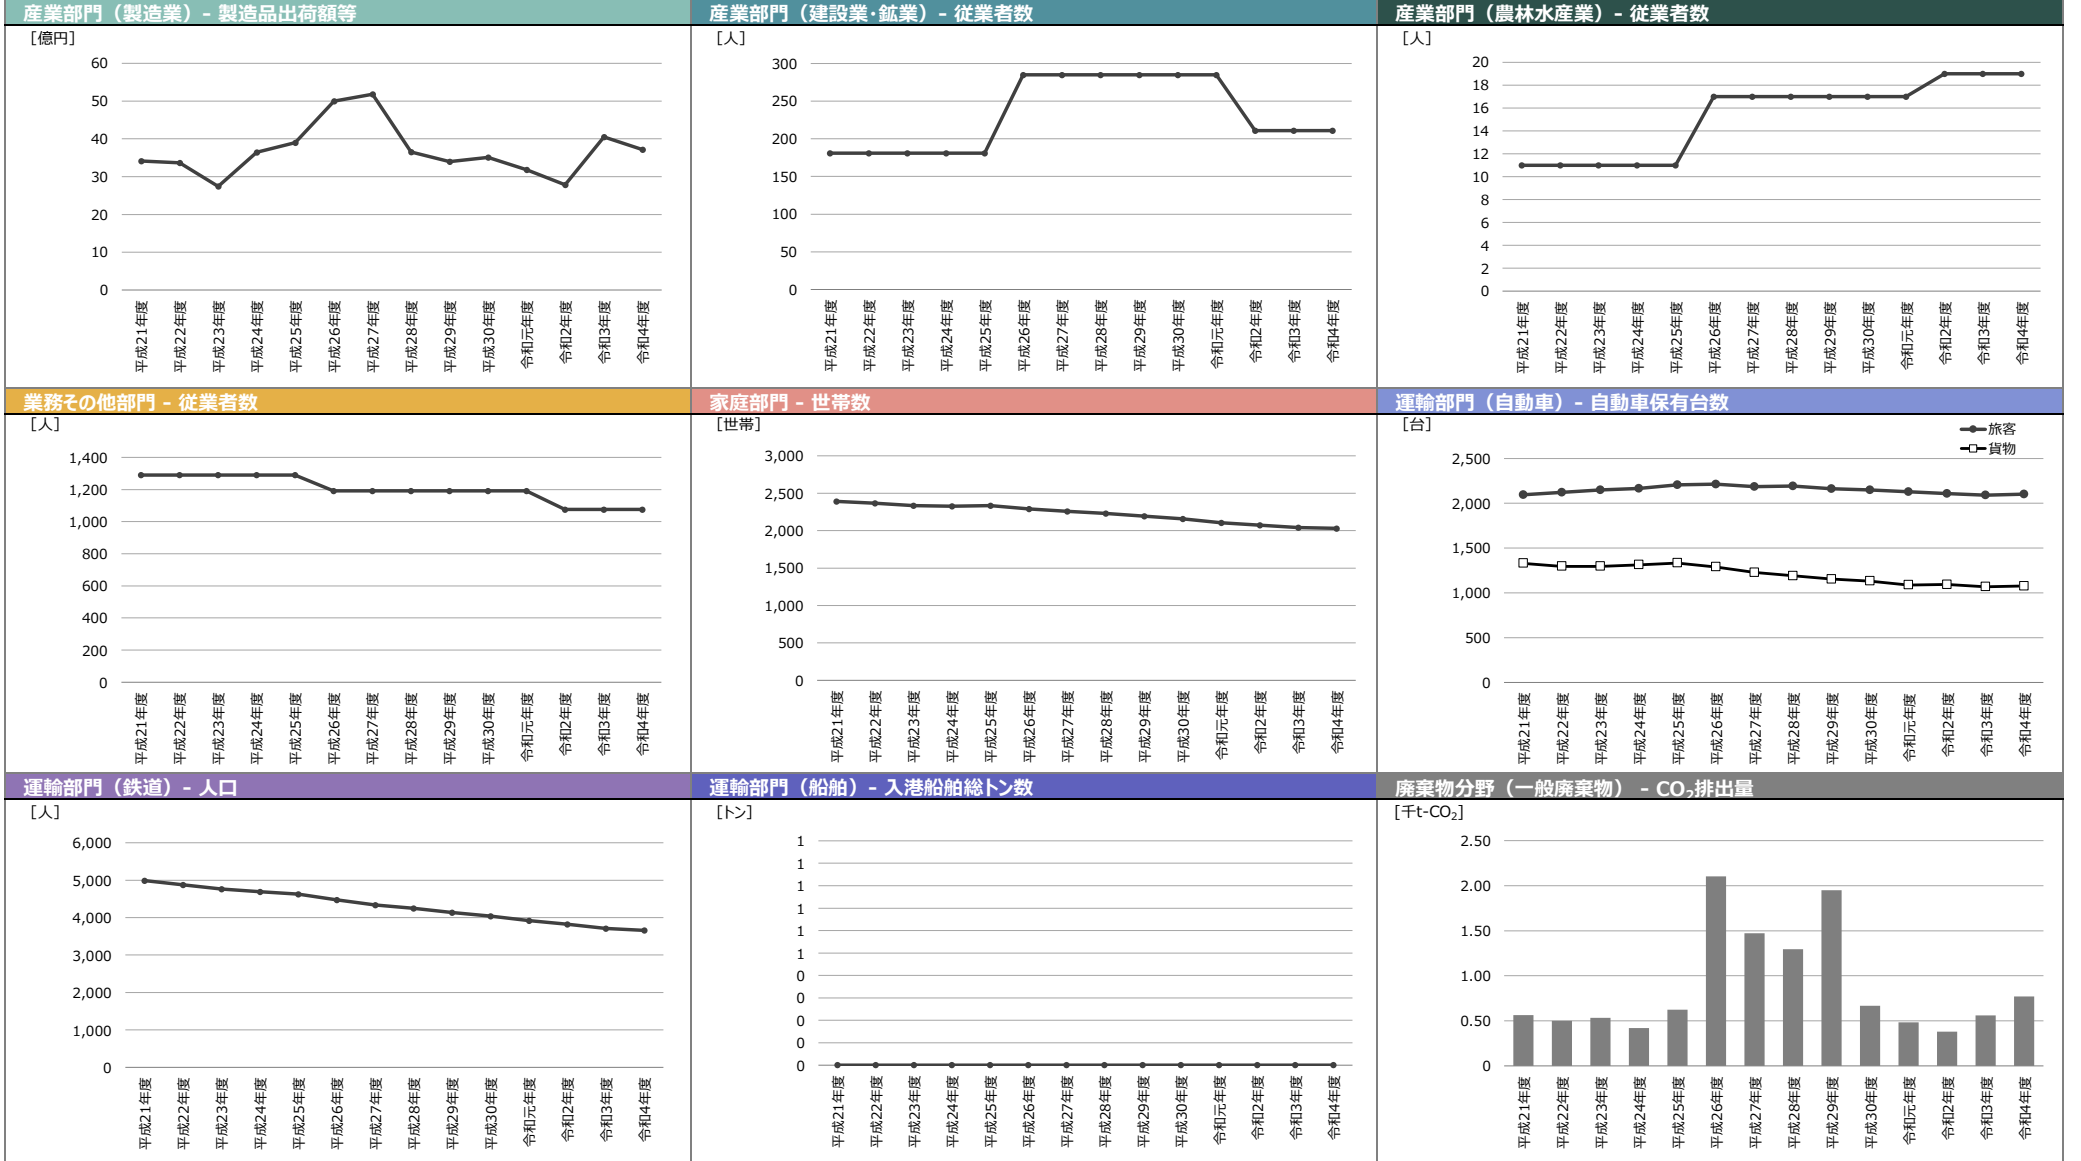 産業部門（製造業）- 製造品出荷額等
[億円]
60
50
40
30
20
10
0
平成21年度
平成22年度
平成23年度
平成24年度
平成25年度
平成26年度
平成27年度
平成28年度
平成29年度
平成30年度
令和元年度
令和2年度
令和3年度
令和4年度
産業部門（建設業･鉱業）- 従業者数
[人]
300
250
200
150
100
50
0
平成21年度
平成22年度
平成23年度
平成24年度
平成25年度
平成26年度
平成27年度
平成28年度
平成29年度
平成30年度
令和元年度
令和2年度
令和3年度
令和4年度
産業部門（農林水産業）- 従業者数
[人]
20
18
16
14
12
10
8
6
4
2
0
平成21年度
平成22年度
平成23年度
平成24年度
平成25年度
平成26年度
平成27年度
平成28年度
平成29年度
平成30年度
令和元年度
令和2年度
令和3年度
令和4年度
業務その他部門 - 従業者数
[人]
1,400
1,200
1,000
800
600
400
200
0
平成21年度
平成22年度
平成23年度
平成24年度
平成25年度
平成26年度
平成27年度
平成28年度
平成29年度
平成30年度
令和元年度
令和2年度
令和3年度
令和4年度
家庭部門 - 世帯数
[世帯]
3,000
2,500
2,000
1,500
1,000
500
0
平成21年度
平成22年度
平成23年度
平成24年度
平成25年度
平成26年度
平成27年度
平成28年度
平成29年度
平成30年度
令和元年度
令和2年度
令和3年度
令和4年度
運輸部門（自動車）- 自動車保有台数
[台]
旅客
貨物
2,500
2,000
1,500
1,000
500
0
平成21年度
平成22年度
平成23年度
平成24年度
平成25年度
平成26年度
平成27年度
平成28年度
平成29年度
平成30年度
令和元年度
令和2年度
令和3年度
令和4年度
運輸部門（鉄道）- 人口
[人]
6,000
5,000
4,000
3,000
2,000
1,000
0
平成21年度
平成22年度
平成23年度
平成24年度
平成25年度
平成26年度
平成27年度
平成28年度
平成29年度
平成30年度
令和元年度
令和2年度
令和3年度
令和4年度
運輸部門（船舶）- 入港船舶総トン数
[トン]
1
1
1
1
1
1
0
0
0
0
0
平成21年度
平成22年度
平成23年度
平成24年度
平成25年度
平成26年度
平成27年度
平成28年度
平成29年度
平成30年度
令和元年度
令和2年度
令和3年度
令和4年度
廃棄物分野（一般廃棄物） - CO₂排出量
[千t-CO₂]
2.50
2.00
1.50
1.00
0.50
0
平成21年度
平成22年度
平成23年度
平成24年度
平成25年度
平成26年度
平成27年度
平成28年度
平成29年度
平成30年度
令和元年度
令和2年度
令和3年度
令和4年度